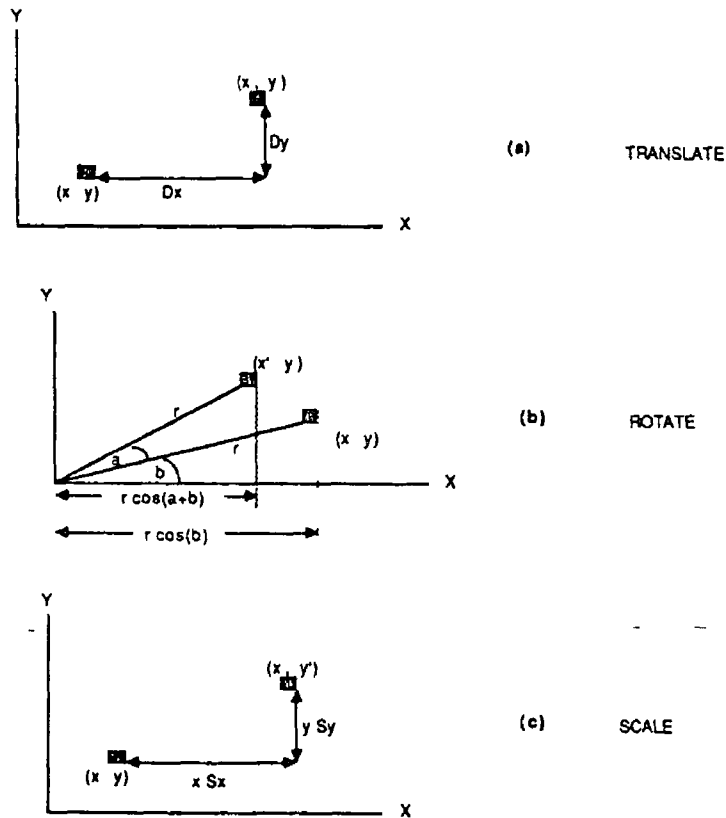 Y
(x, y )
Dy
(a) TRANSLATE
Dx
(x y)
X
Y
(x' y )
r
(b) ROTATE
(x y)
r
a
b
X
r cos(a+b)
r cos(b)
Y
(x y')
y Sy
(c) SCALE
(x y)
x Sx
X